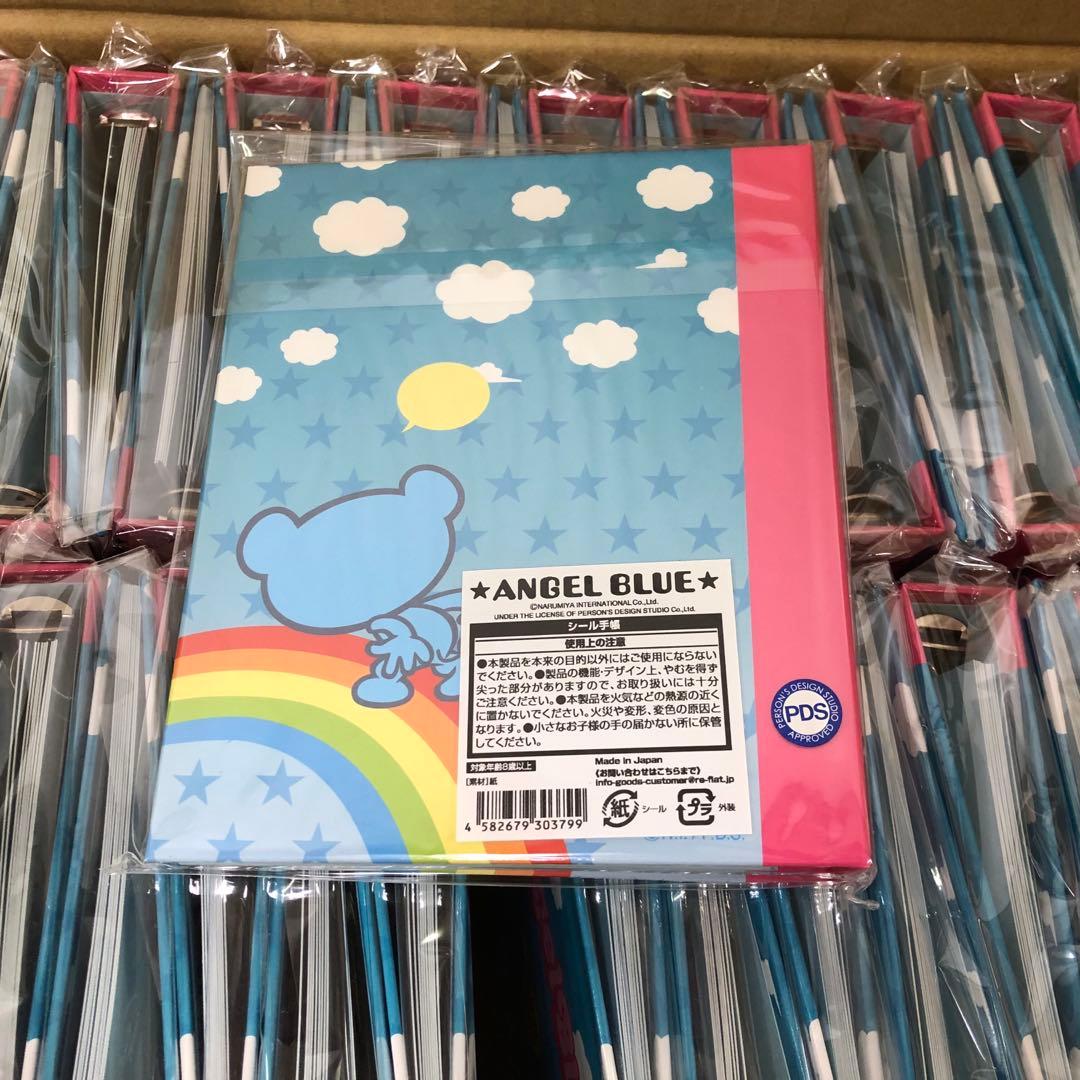 ★ANGEL BLUE★
©NARUMIYA INTERNATIONAL Co.,Ltd.
UNDER THE LICENSE OF PERSON'S DESIGN STUDIO Co.,Ltd.
シール手帳
使用上の注意
●本製品を本来の目的以外にはご使用にならない
でください。●製品の機能・デザイン上、やむを得ず
尖った部分がありますので、お取り扱いには十分
ご注意ください。●本製品を火気などの熱源の近く
に置かないでください。火災や変形、変色の原因と
なります。●小さなお子様の手の届かない所に保管
してください。
対象年齢8歳以上
[素材]紙
Made in Japan
《お問い合わせはこちらまで》
info-goods-customer@re-flat.jp
4 582679 303799
紙 シール
プラ 外装
PERSON'S DESIGN STUDIO
PDS
APPROVED